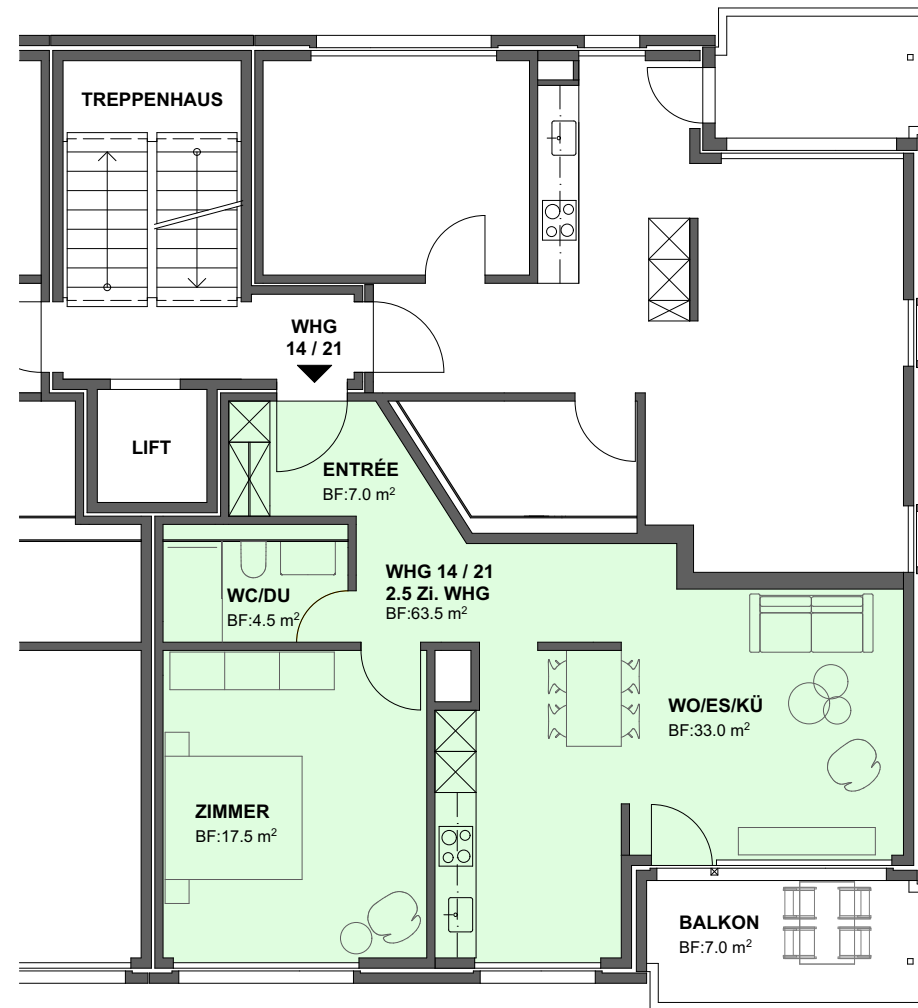 TREPPENHAUS
WHG
14 / 21
LIFT
ENTRÉE
BF:7.0 m²
WHG 14 / 21
2.5 Zi. WHG
BF:63.5 m²
WC/DU
BF:4.5 m²
WO/ES/KÜ
BF:33.0 m²
ZIMMER
BF:17.5 m²
BALKON
BF:7.0 m²